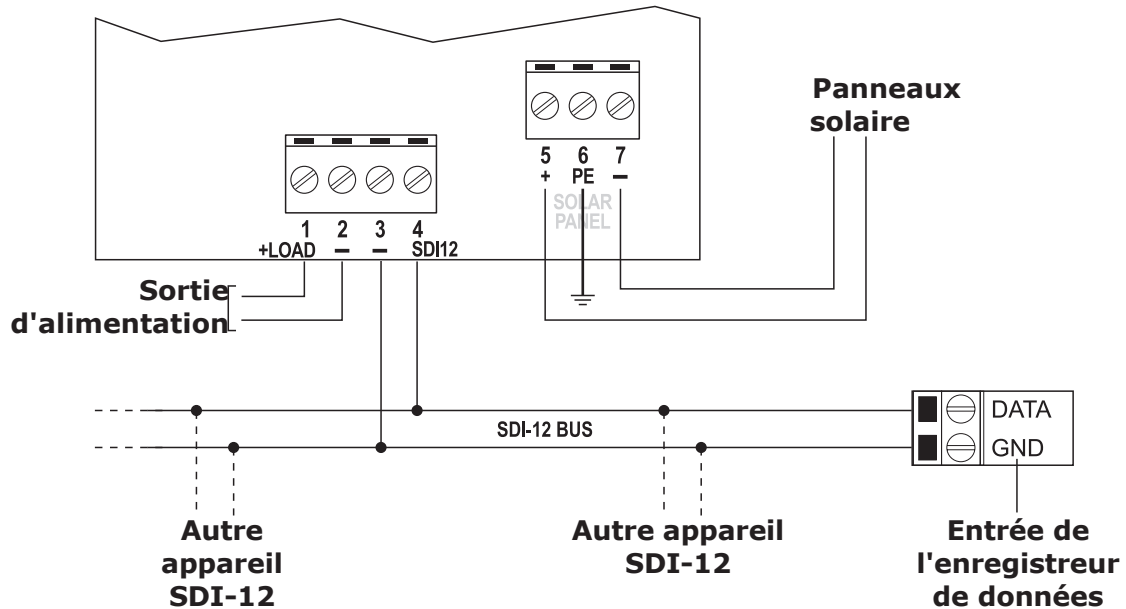 Panneaux
solaire
5 6 7
+ PE −
SOLAR
PANEL
1 2 3 4
+LOAD − − SDI12
Sortie
d'alimentation
SDI-12 BUS
DATA
GND
Autre
appareil
SDI-12
Autre appareil
SDI-12
Entrée de
l'enregistreur
de données